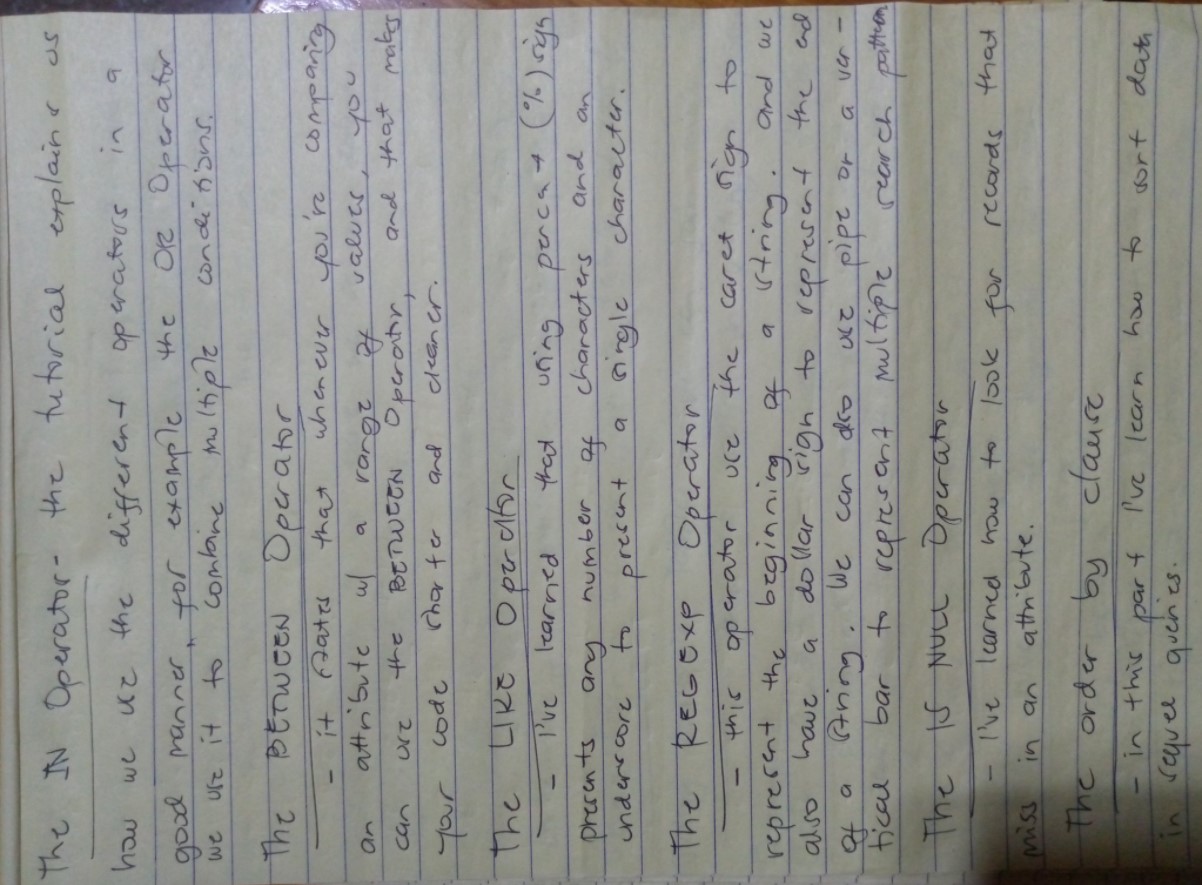 The IN Operator - the tutorial explains us
how we use the different operators in a
good manner, for example the OR Operator
we use it to combine multiple conditions.
The BETWEEN Operator
- it states that whenever you're comparing
an attribute w/ a range of values, you
can use the BETWEEN Operator, and that makes
your code shorter and cleaner.
The LIKE Operator
- I've learned that using percent (%) sign
presents any number of characters and an
underscore to present a single character.
The REGEXP Operator
- this operator use the caret sign to
represent the beginning of a string. and we
also have a dollar sign to represent the end
of a string. We can also use pipe or a ver-
tical bar to represent multiple search pattern
The IS NULL Operator
- I've learned how to look for records that
miss in an attribute.
The order by clause
- in this part I've learn how to sort data
in sequel queries.